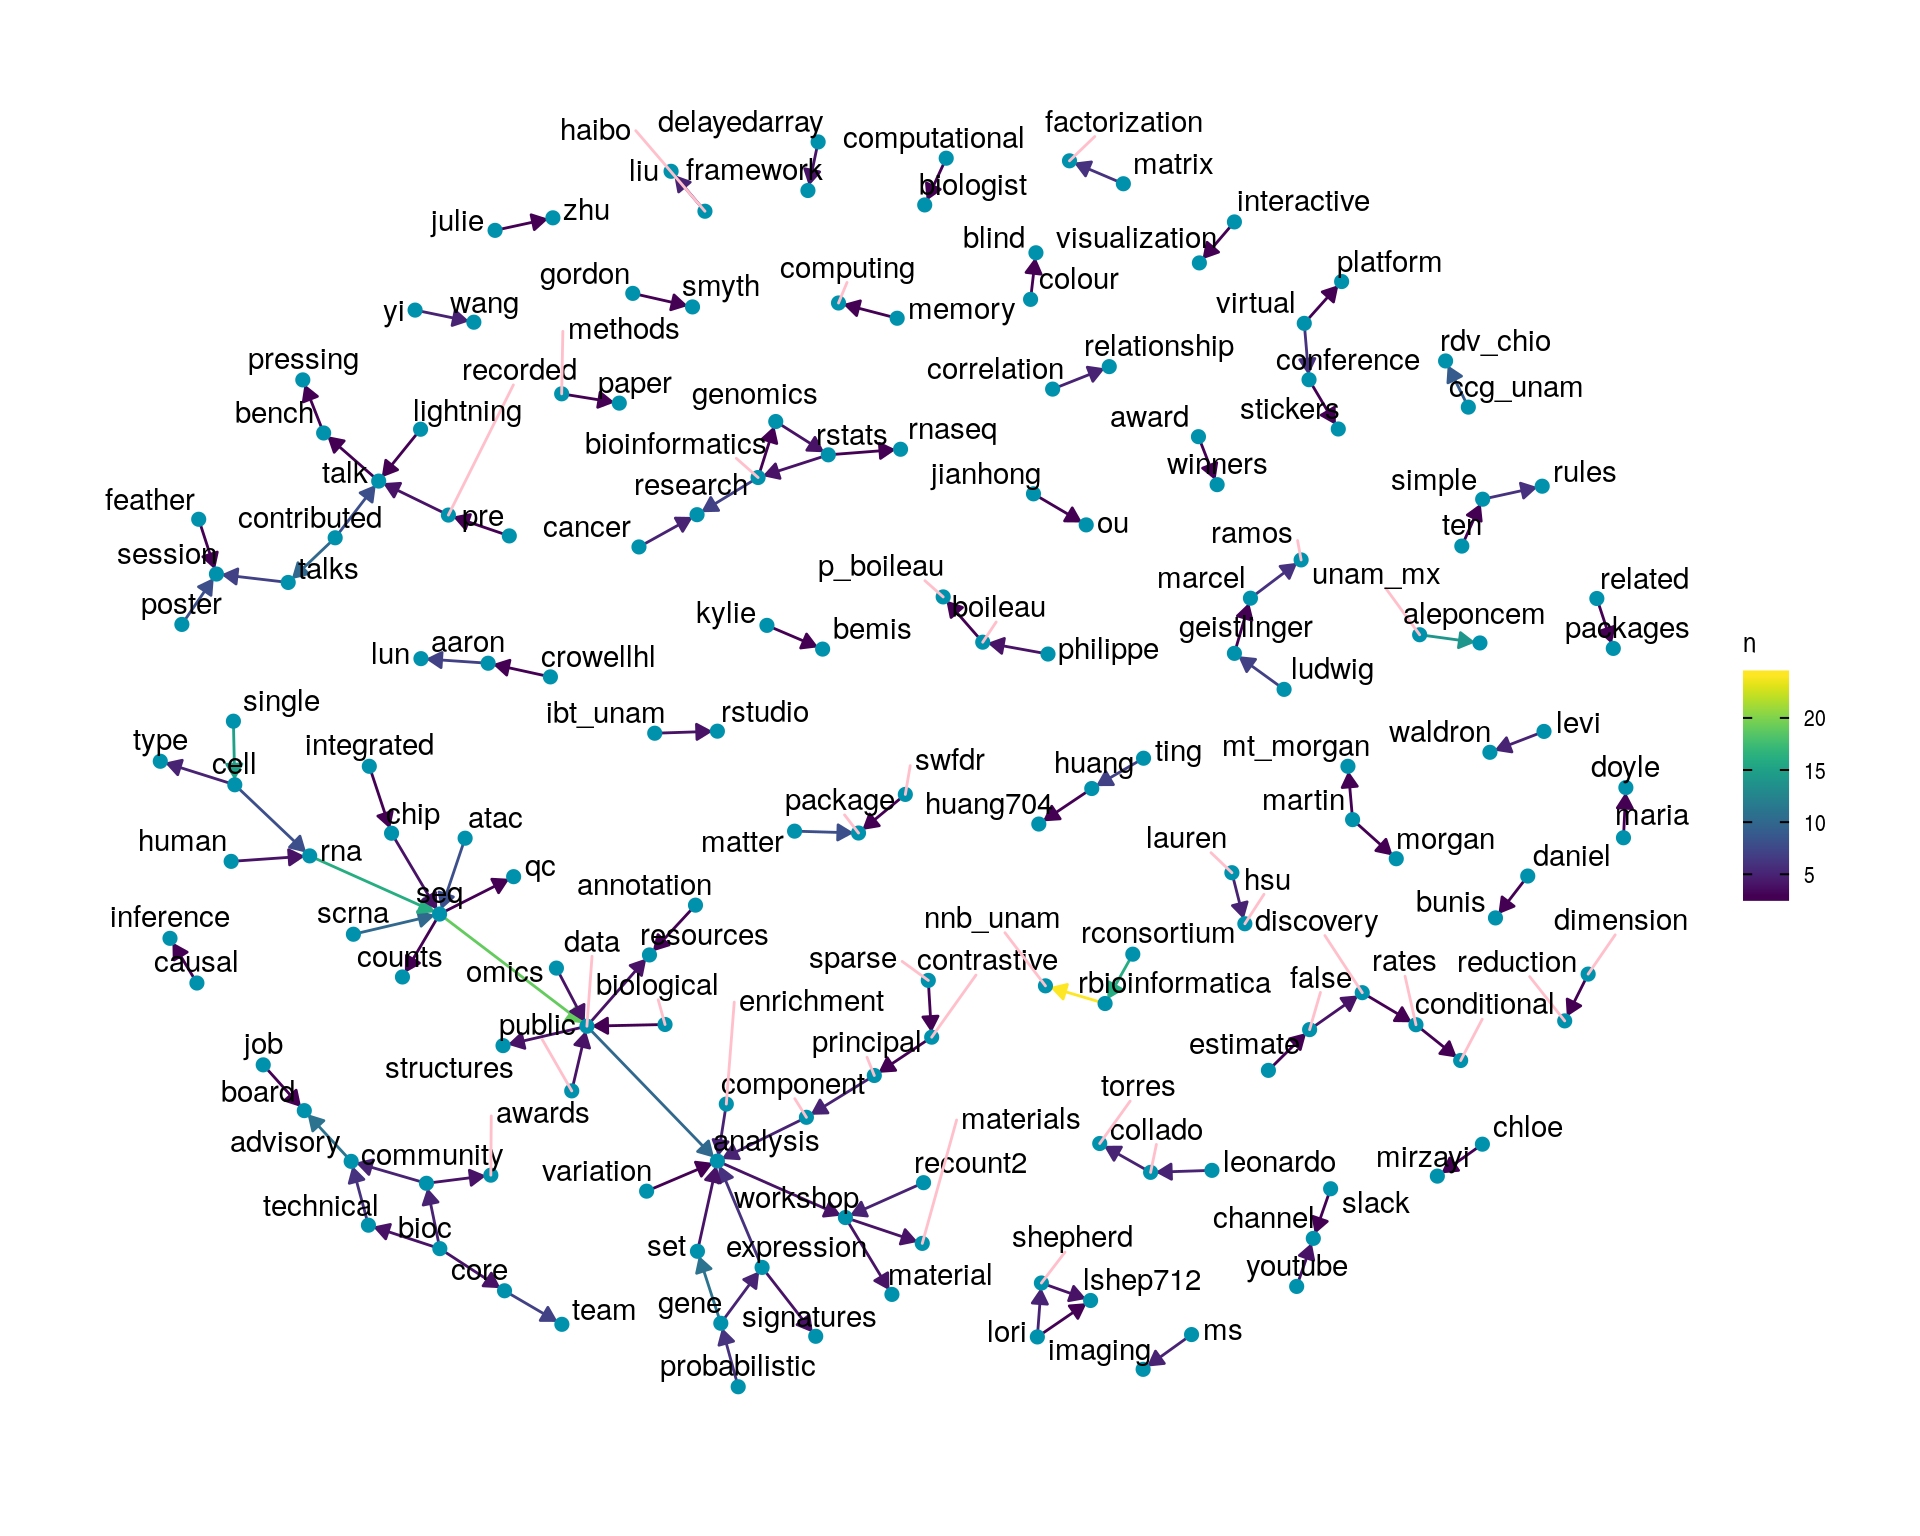 haibo
delayedarray
computational
factorization
liu
framework
biologist
matrix
julie
zhu
interactive
blind
visualization
gordon
computing
smyth
colour
platform
yi
wang
memory
virtual
methods
pressing
recorded
paper
relationship
conference
rdv_chio
correlation
ccg_unam
bench
lightning
genomics
award
stickers
bioinformatics
rstats
rnaseq
talk
research
jianhong
winners
simple
rules
feather
contributed
pre
cancer
ou
ramos
ten
session
talks
p_boileau
marcel
unam_mx
related
poster
kylie
boileau
geistlinger
aleponcem
packages
lun
aaron
crowellhl
bemis
philippe
ludwig
n
single
ibt_unam
rstudio
waldron
levi
type
integrated
cell
swfdr
huang
ting
mt_morgan
doyle
20
15
10
5
chip
atac
package
huang704
martin
maria
human
rna
matter
lauren
morgan
qc
seq
annotation
hsu
daniel
inference
scrna
nnb_unam
discovery
bunis
dimension
causal
counts
data
resources
rconsortium
omics
biological
sparse
contrastive
rbioinformatica
false
rates
reduction
enrichment
conditional
public
principal
estimate
job
structures
component
torres
board
awards
materials
collado
chloe
advisory
community
analysis
variation
recount2
leonardo
mirzayi
technical
bioc
workshop
slack
channel
set
expression
shepherd
core
material
lshep712
youtube
team
gene
signatures
lori
imaging
ms
probabilistic